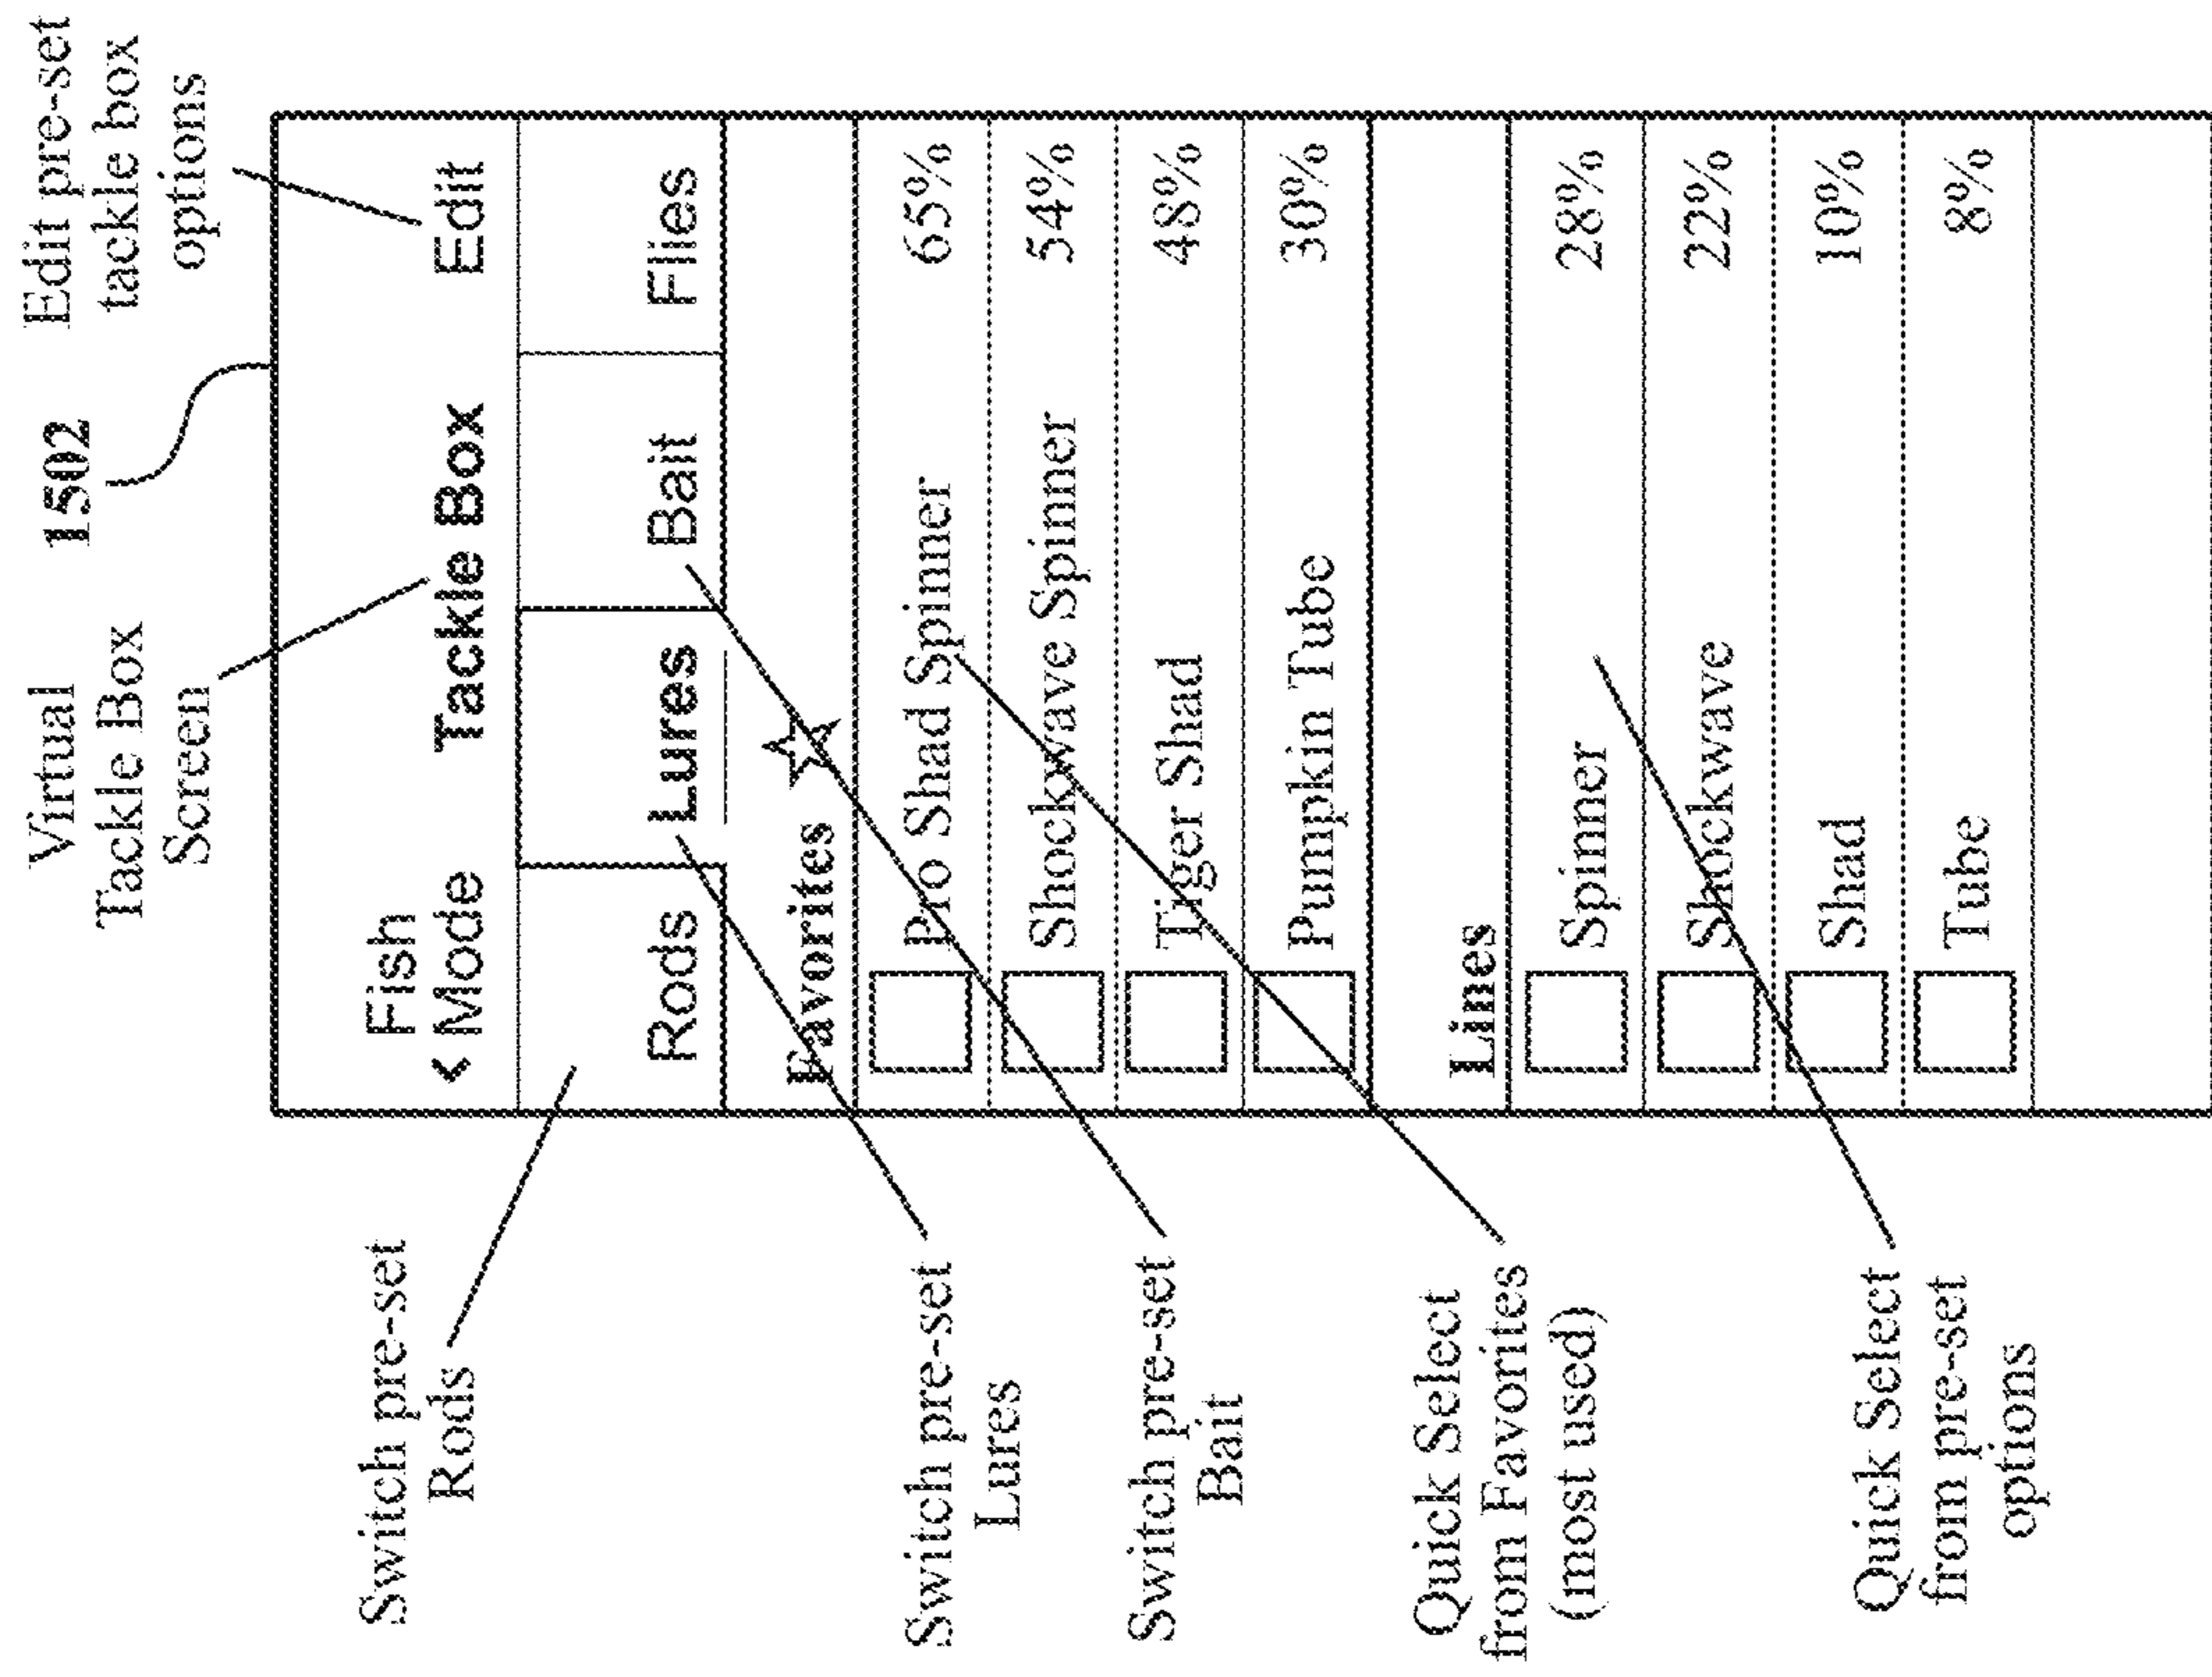 Virtual
Tackle Box
Screen
1502
Edit pre-set
tackle box
options
Switch pre-set
Rods
Switch pre-set
Lures
Switch pre-set
Bait
Quick Select
from Favorites
(most used)
Quick Select
from pre-set
options
Fish
< Mode
Tackle Box
Edit
Rods
Lures
Bait
Flies
Favorites ☆
Pro Shad Spinner 65%
Shockwave Spinner 54%
Tiger Shad 48%
Pumpkin Tube 30%
Lines
Spinner 28%
Shockwave 22%
Shad 10%
Tube 8%